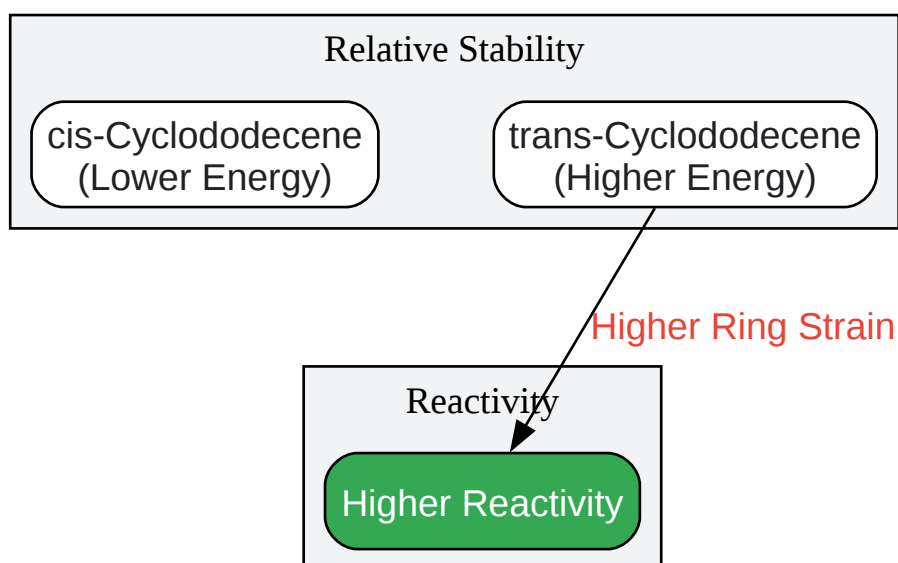 Relative Stability
cis-Cyclododecene
(Lower Energy)
trans-Cyclododecene
(Higher Energy)
Higher Ring Strain
Reactivity
Higher Reactivity